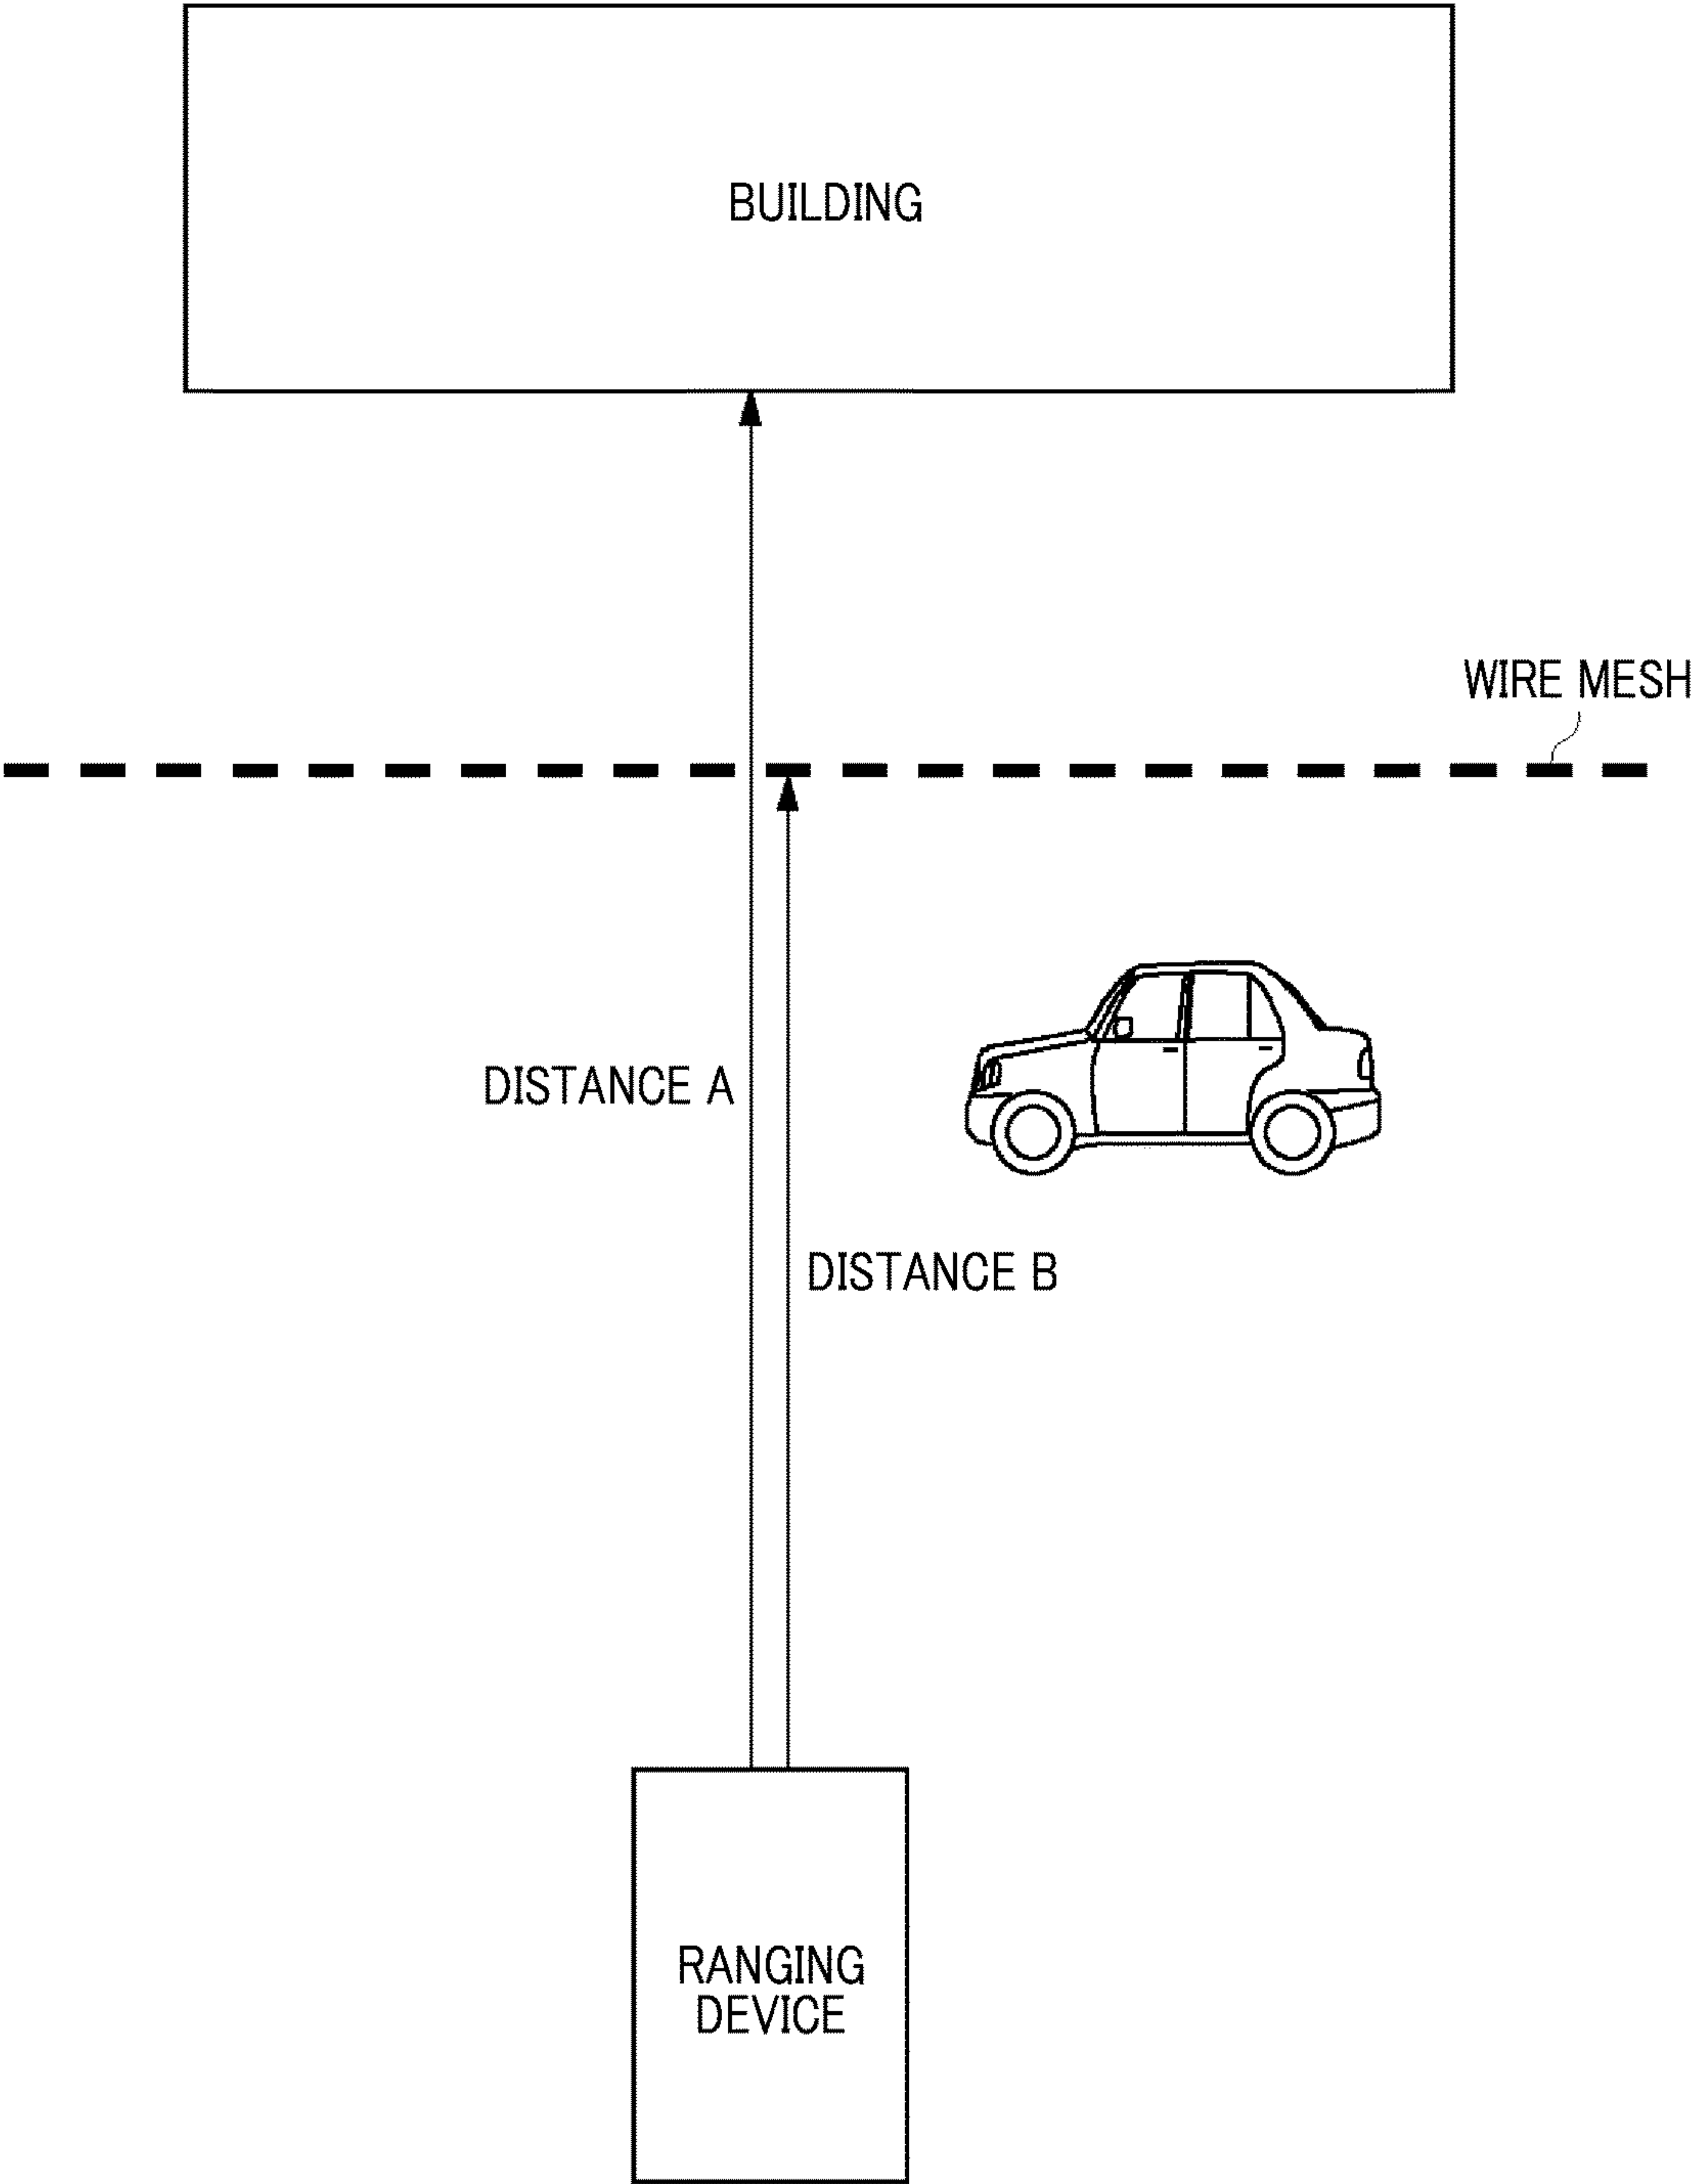 BUILDING
WIRE MESH
DISTANCE A
DISTANCE B
RANGING
DEVICE